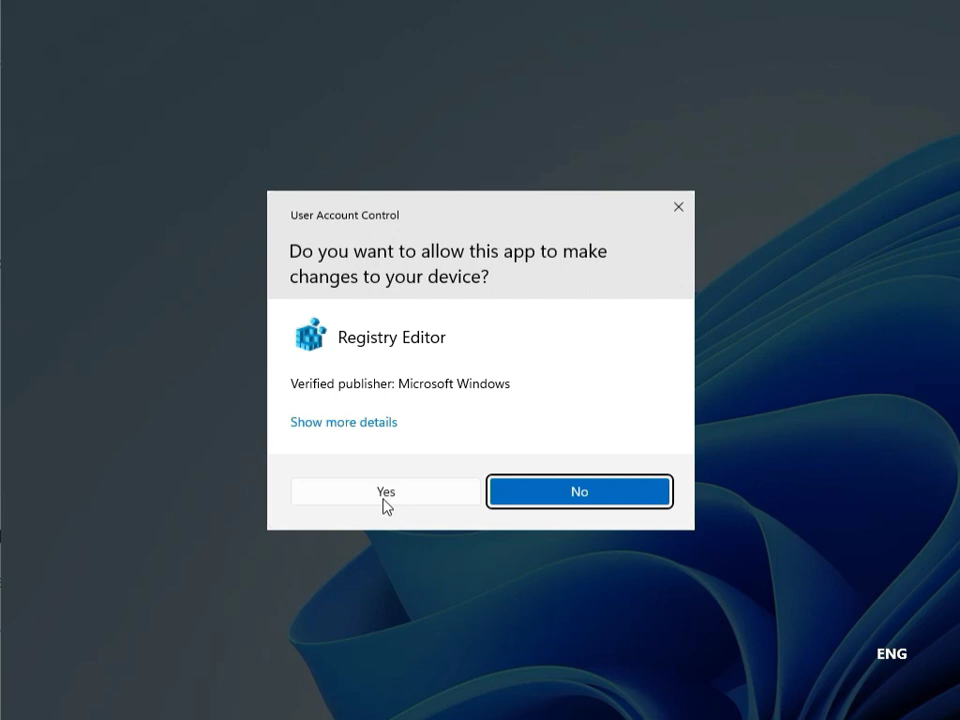 User Account Control
Do you want to allow this app to make
changes to your device?
Registry Editor
Verified publisher: Microsoft Windows
Show more details
Yes
No
ENG